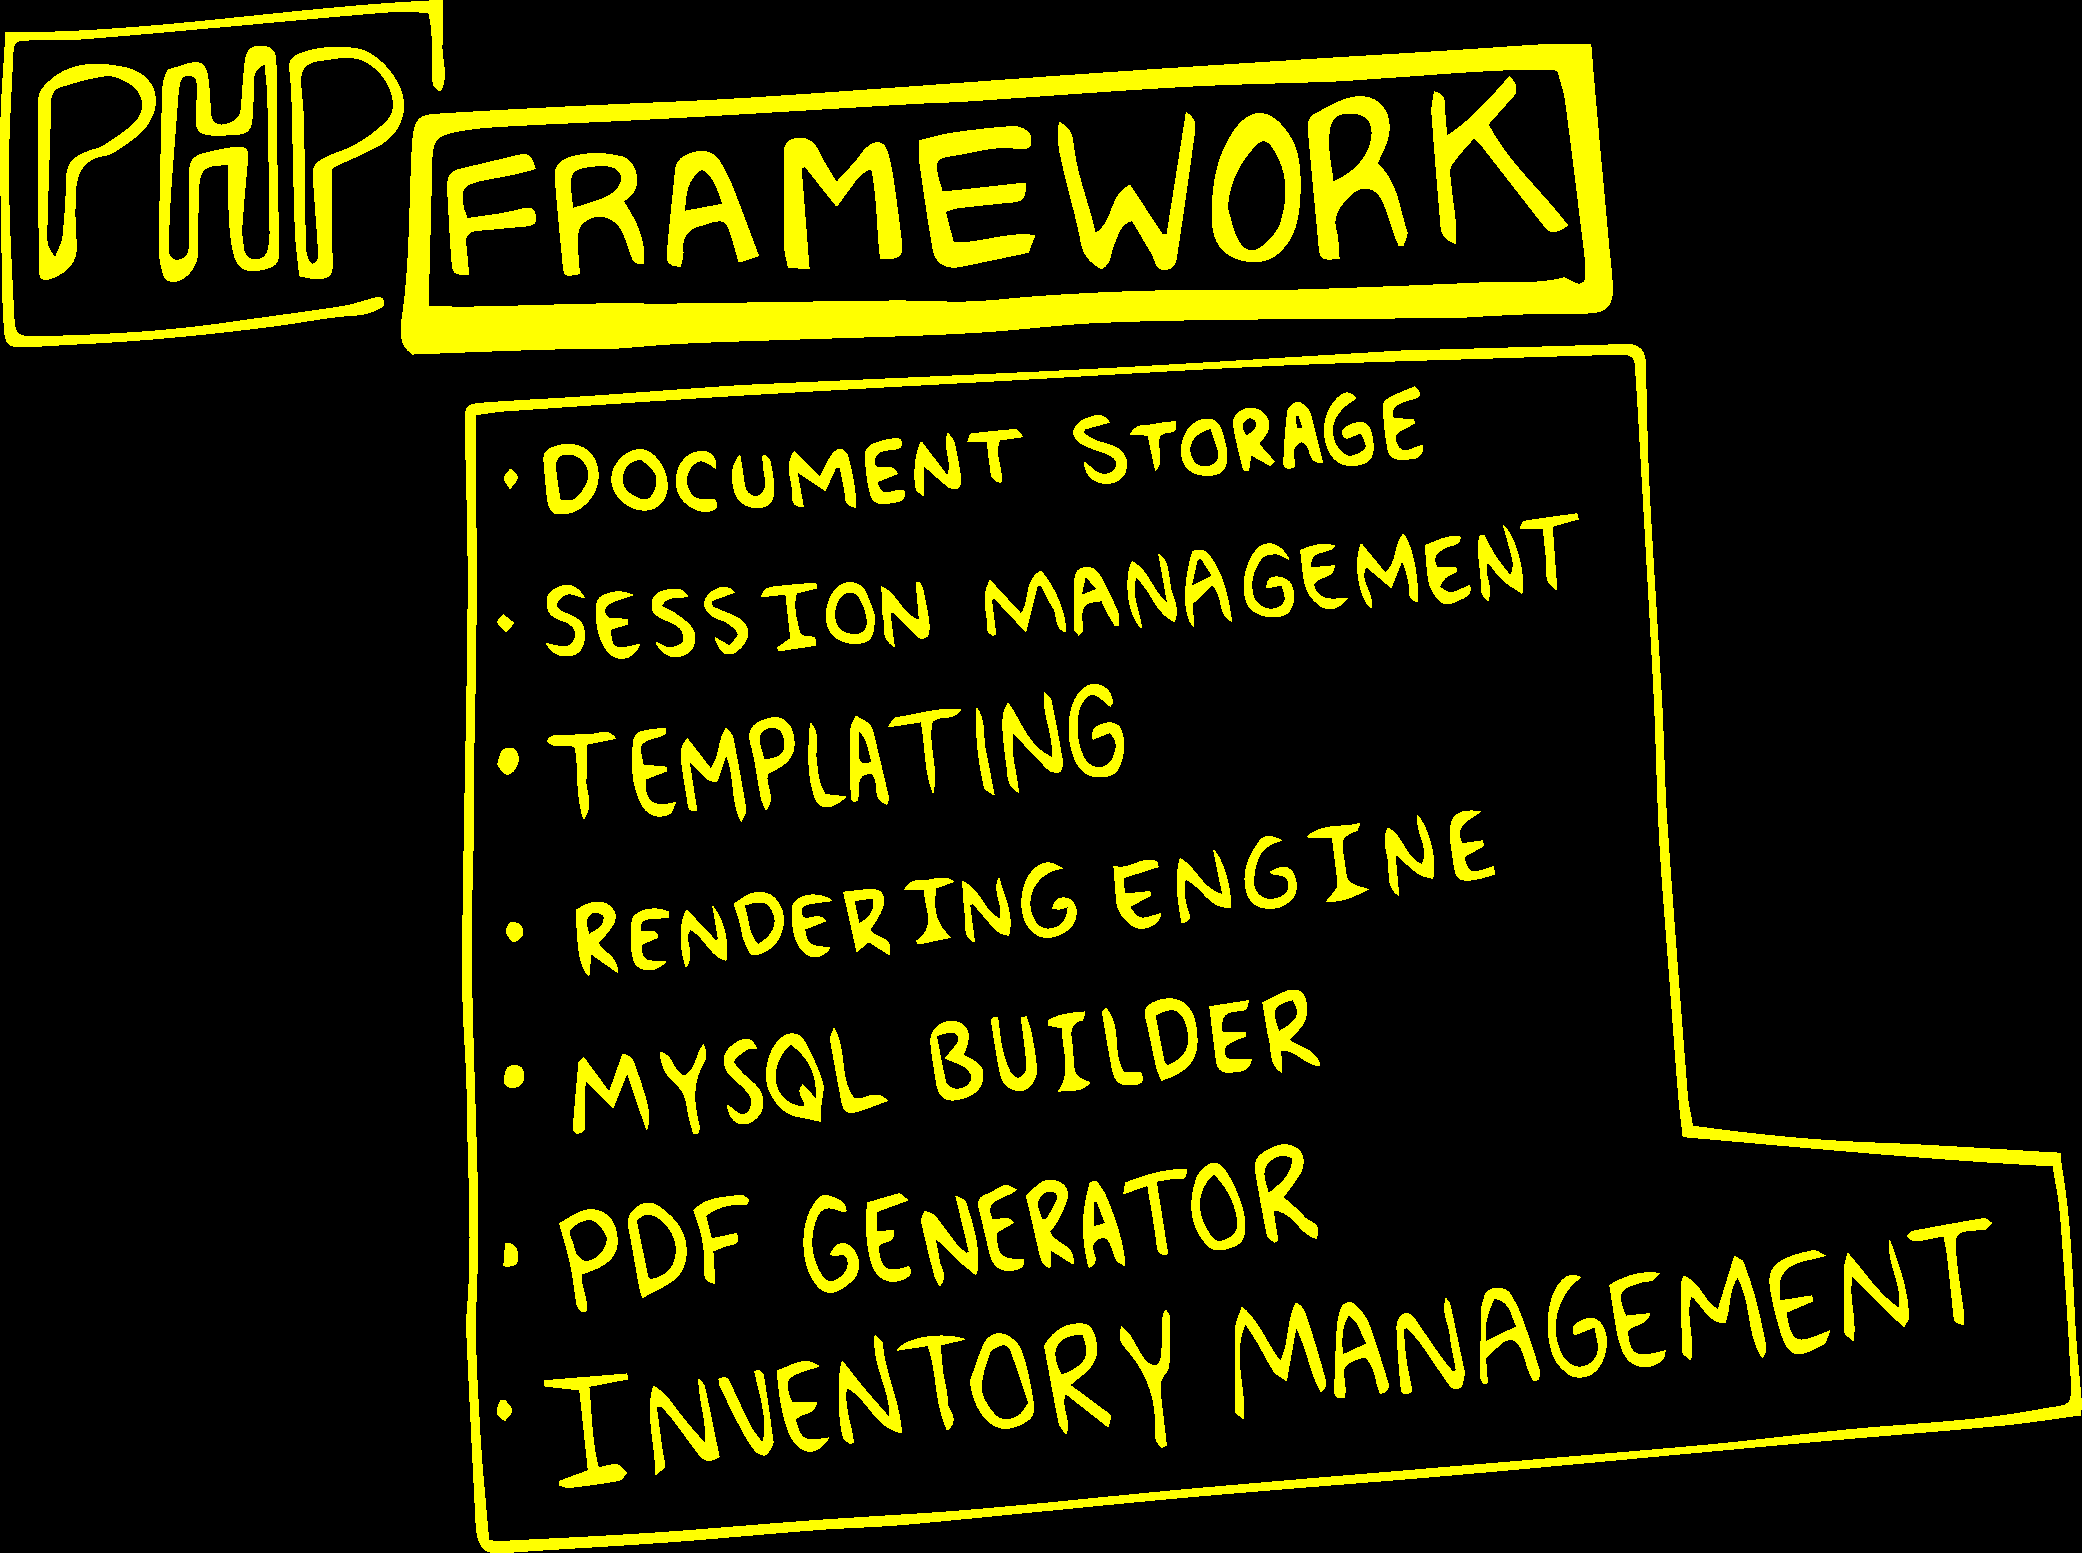 PHP FRAMEWORK
• DOCUMENT STORAGE
• SESSION MANAGEMENT
• TEMPLATING
• RENDERING ENGINE
• MYSQL BUILDER
• PDF GENERATOR
• INVENTORY MANAGEMENT